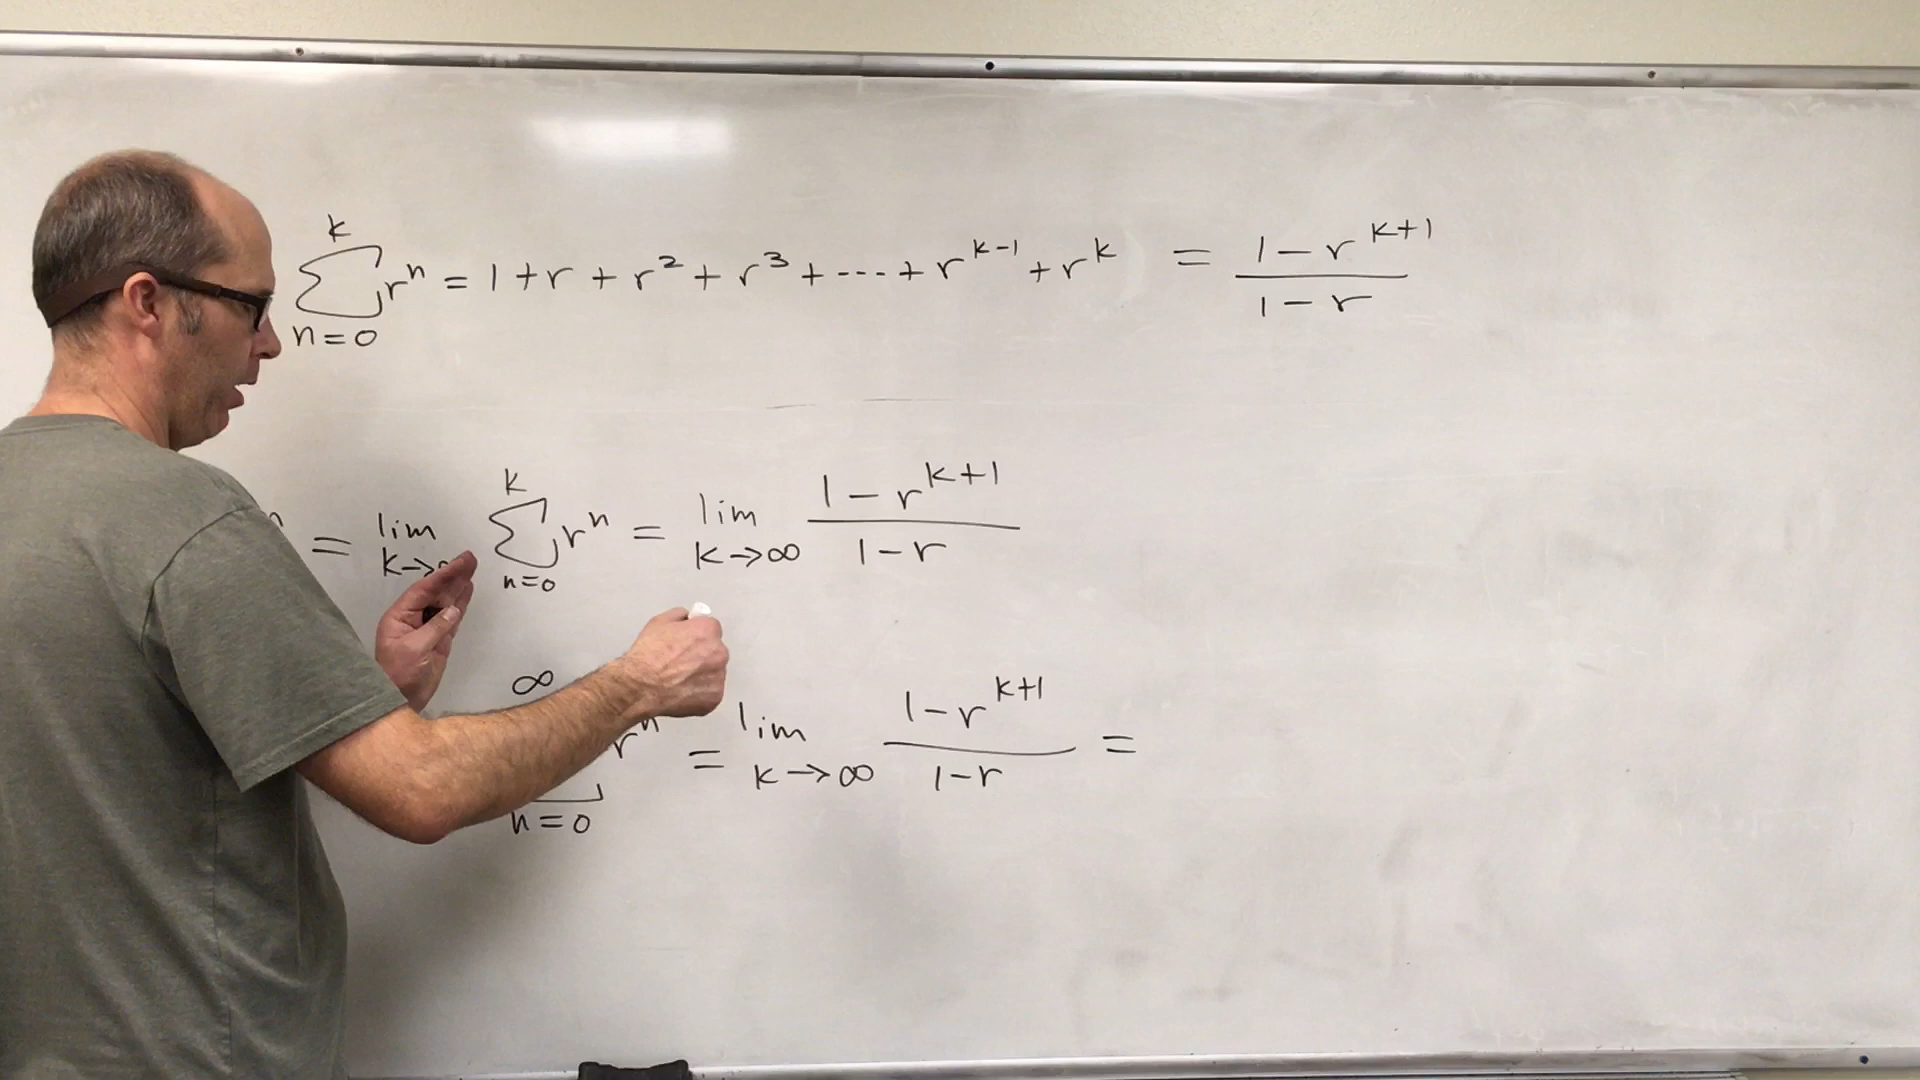 k
∑ rⁿ = 1 + r + r² + r³ + ··· + r^{k-1} + r^k = (1 - r^{k+1})/(1 - r)
n = 0
k
n = lim k→ ∑ rⁿ = lim k→∞ (1 - r^{k+1})/(1 - r)
n = 0
∞
rⁿ = lim k→∞ (1 - r^{k+1})/(1 - r) =
n = 0